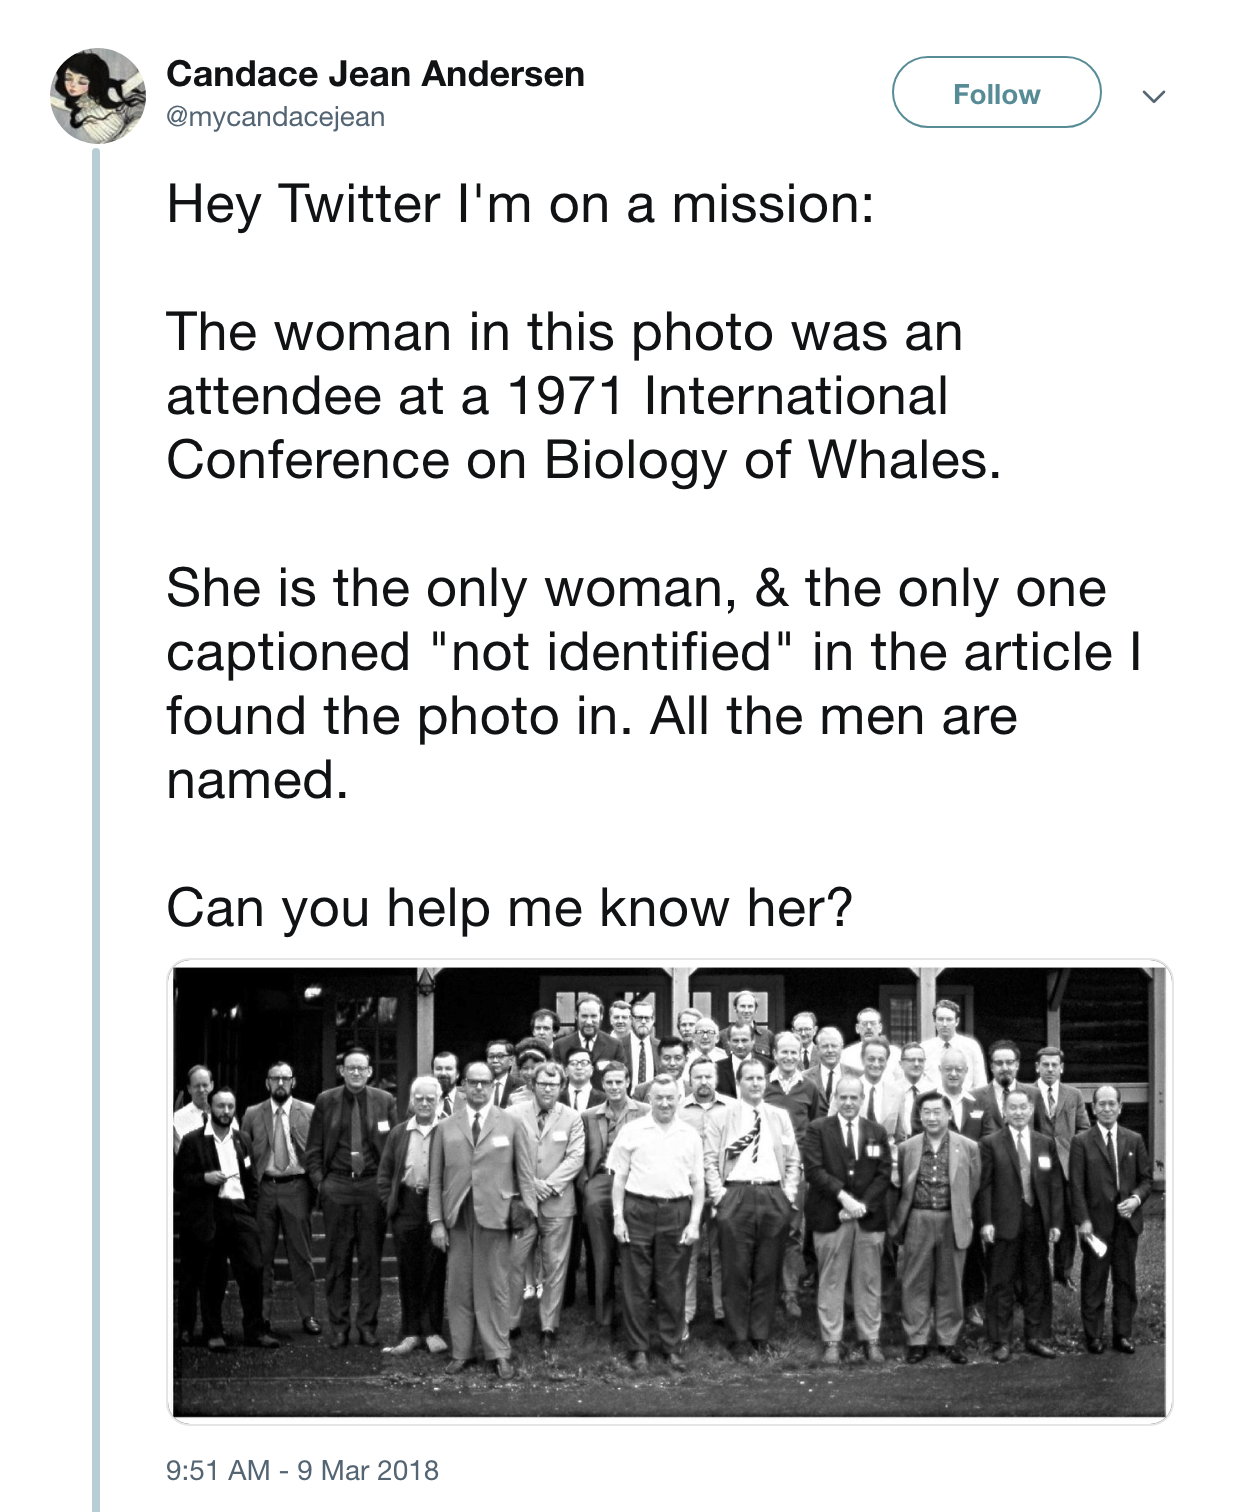 Candace Jean Andersen
@mycandacejean
Follow
Hey Twitter I'm on a mission:
The woman in this photo was an
attendee at a 1971 International
Conference on Biology of Whales.
She is the only woman, & the only one
captioned "not identified" in the article I
found the photo in. All the men are
named.
Can you help me know her?
9:51 AM - 9 Mar 2018